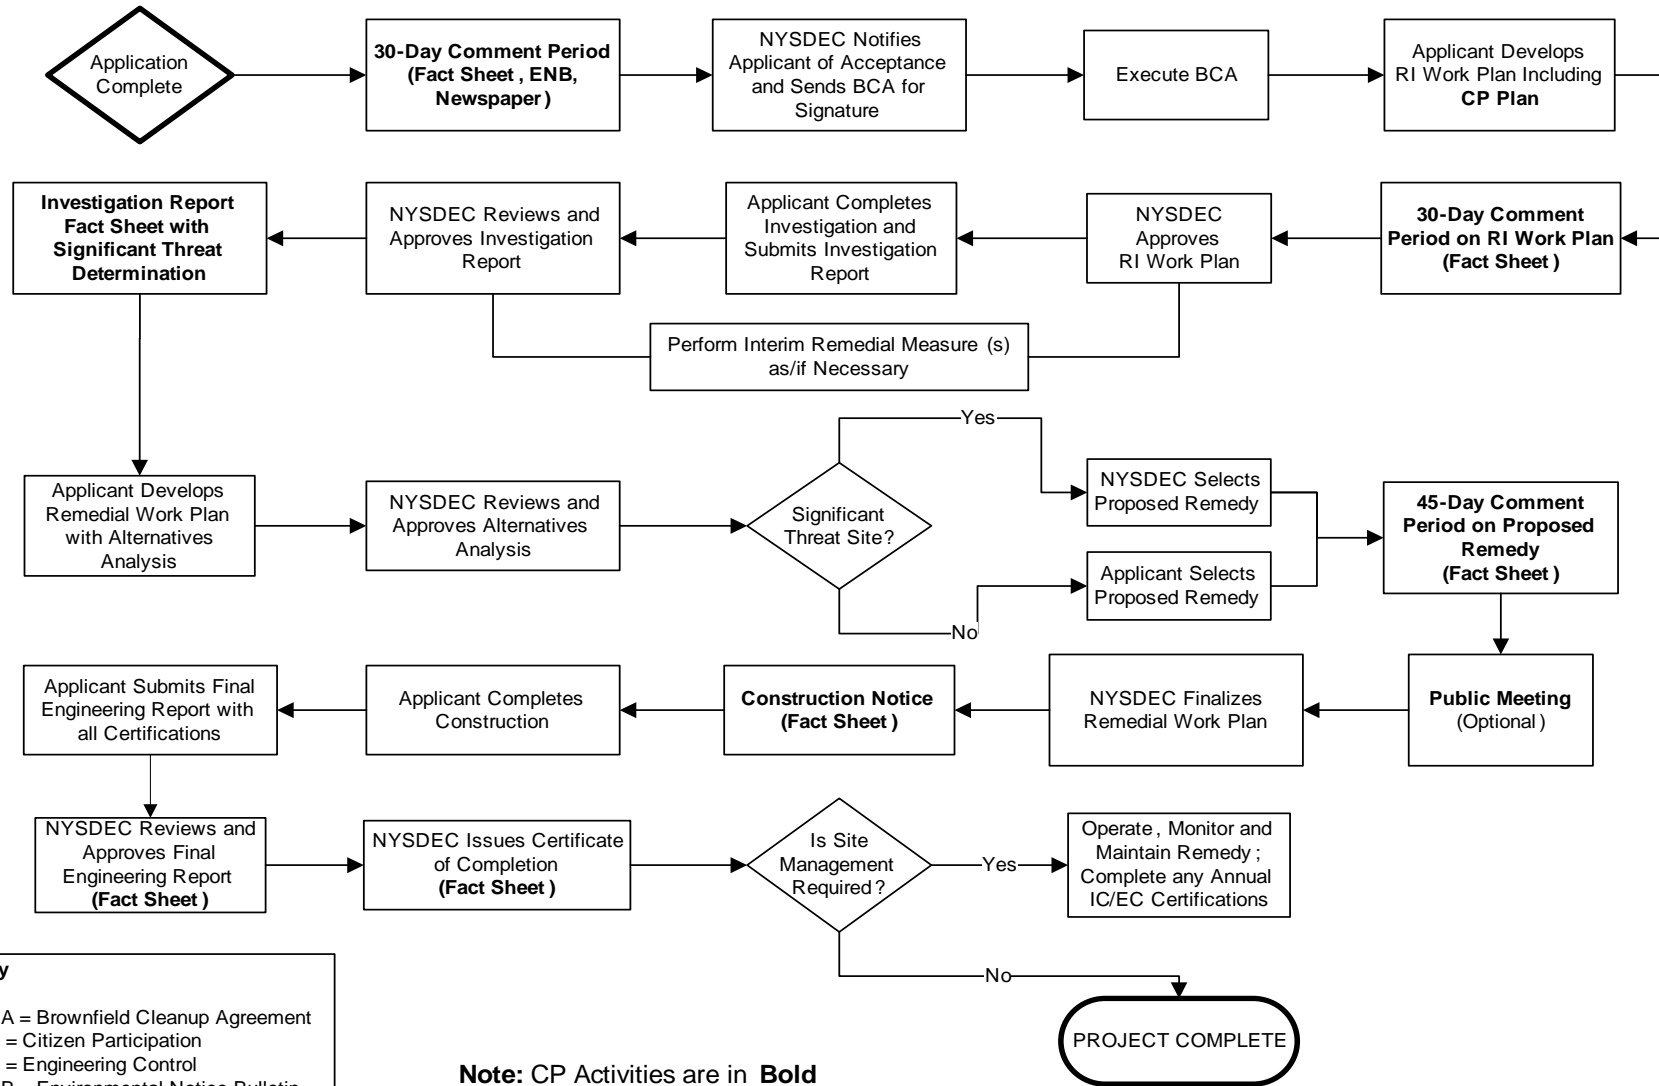 Application
Complete
30-Day Comment Period
(Fact Sheet, ENB,
Newspaper)
NYSDEC Notifies
Applicant of Acceptance
and Sends BCA for
Signature
Execute BCA
Applicant Develops
RI Work Plan Including
CP Plan
Investigation Report
Fact Sheet with
Significant Threat
Determination
NYSDEC Reviews and
Approves Investigation
Report
Applicant Completes
Investigation and
Submits Investigation
Report
NYSDEC
Approves
RI Work Plan
30-Day Comment
Period on RI Work Plan
(Fact Sheet)
Perform Interim Remedial Measure (s)
as/if Necessary
Applicant Develops
Remedial Work Plan
with Alternatives
Analysis
NYSDEC Reviews and
Approves Alternatives
Analysis
Significant
Threat Site?
Yes
No
NYSDEC Selects
Proposed Remedy
Applicant Selects
Proposed Remedy
45-Day Comment
Period on Proposed
Remedy
(Fact Sheet)
Applicant Submits Final
Engineering Report with
all Certifications
Applicant Completes
Construction
Construction Notice
(Fact Sheet)
NYSDEC Finalizes
Remedial Work Plan
Public Meeting
(Optional)
NYSDEC Reviews and
Approves Final
Engineering Report
(Fact Sheet)
NYSDEC Issues Certificate
of Completion
(Fact Sheet)
Is Site
Management
Required?
Yes
No
Operate, Monitor and
Maintain Remedy;
Complete any Annual
IC/EC Certifications
PROJECT COMPLETE
y
A = Brownfield Cleanup Agreement
= Citizen Participation
= Engineering Control
Note: CP Activities are in Bold